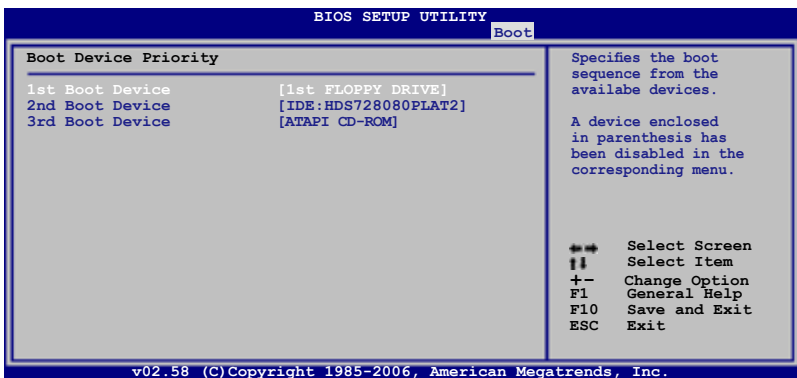 BIOS SETUP UTILITY
Boot
Boot Device Priority
1st Boot Device [1st FLOPPY DRIVE]
2nd Boot Device [IDE:HDS728080PLAT2]
3rd Boot Device [ATAPI CD-ROM]
Specifies the boot
sequence from the
availabe devices.
A device enclosed
in parenthesis has
been disabled in the
corresponding menu.
←→ Select Screen
↑↓ Select Item
+- Change Option
F1 General Help
F10 Save and Exit
ESC Exit
v02.58 (C)Copyright 1985-2006, American Megatrends, Inc.